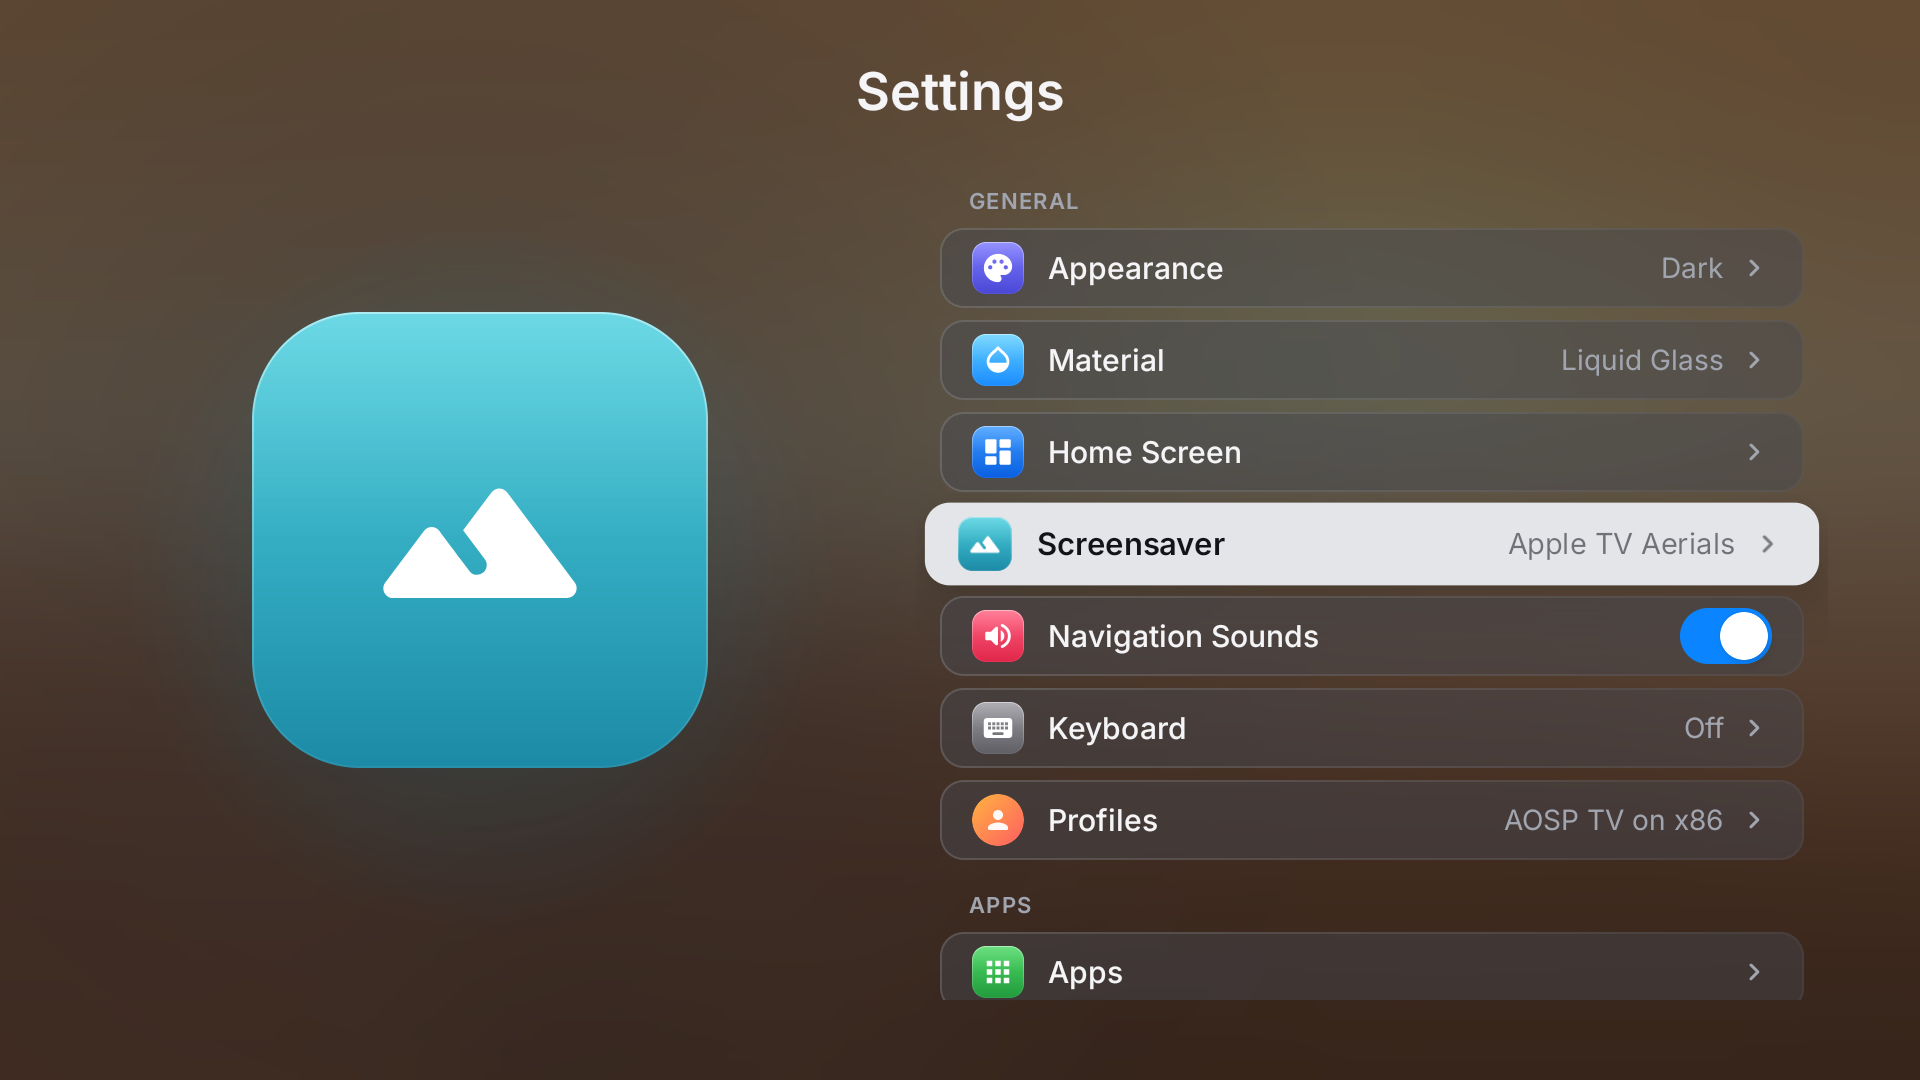 Settings
GENERAL
Appearance Dark
Material Liquid Glass
Home Screen
Screensaver Apple TV Aerials
Navigation Sounds
Keyboard Off
Profiles AOSP TV on x86
APPS
Apps